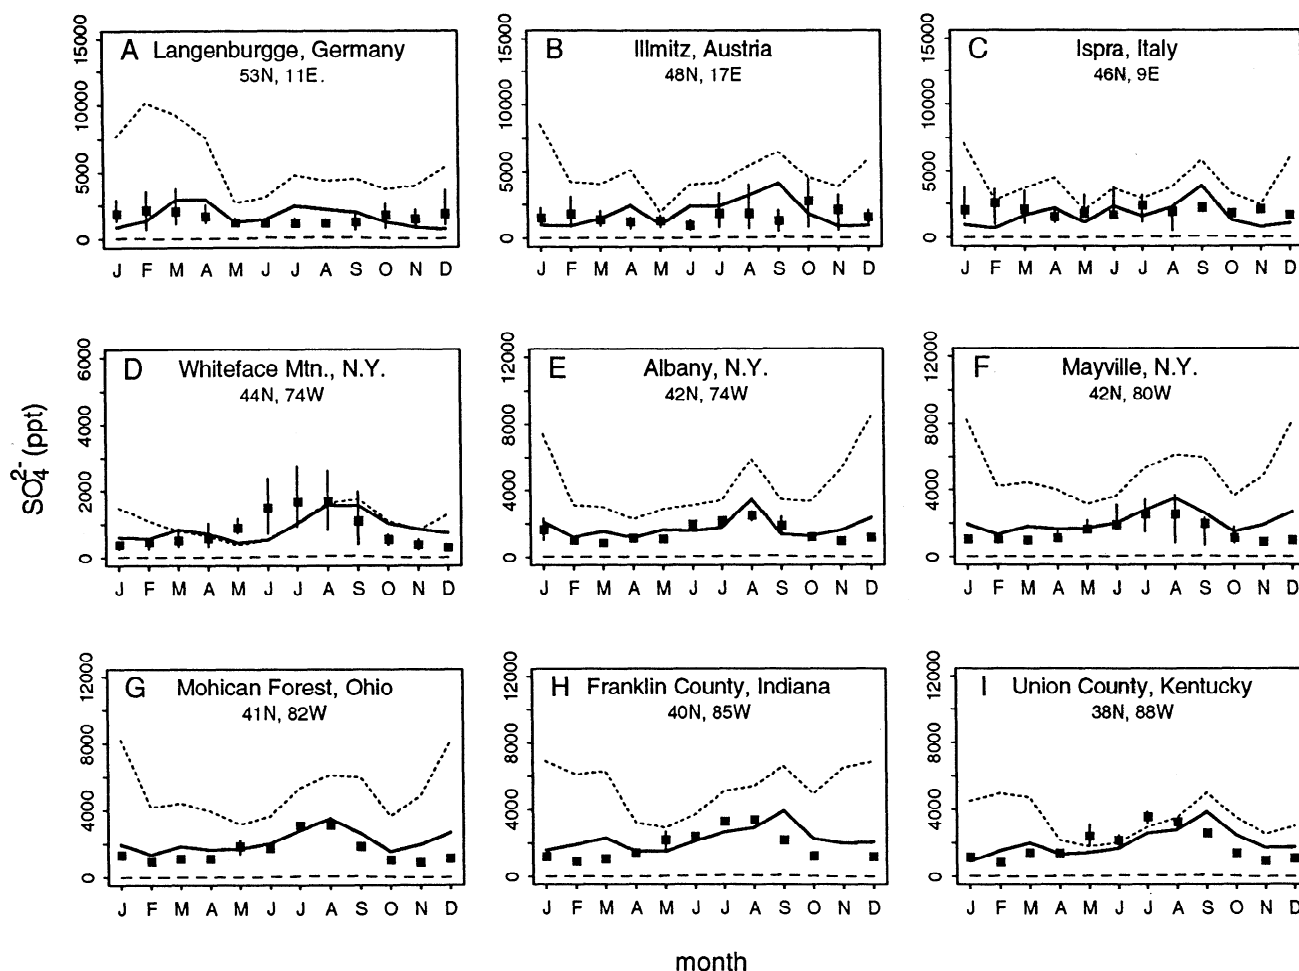 A Langenburgge, Germany
53N, 11E.
15000
10000
5000
0
J F M A M J J A S O N D
B Illmitz, Austria
48N, 17E
15000
10000
5000
0
J F M A M J J A S O N D
C Ispra, Italy
46N, 9E
15000
10000
5000
0
J F M A M J J A S O N D
SO4^2- (ppt)
D Whiteface Mtn., N.Y.
44N, 74W
6000
4000
2000
0
J F M A M J J A S O N D
E Albany, N.Y.
42N, 74W
12000
8000
4000
0
J F M A M J J A S O N D
F Mayville, N.Y.
42N, 80W
12000
8000
4000
0
J F M A M J J A S O N D
G Mohican Forest, Ohio
41N, 82W
12000
8000
4000
0
J F M A M J J A S O N D
H Franklin County, Indiana
40N, 85W
12000
8000
4000
0
J F M A M J J A S O N D
I Union County, Kentucky
38N, 88W
12000
8000
4000
0
J F M A M J J A S O N D
month